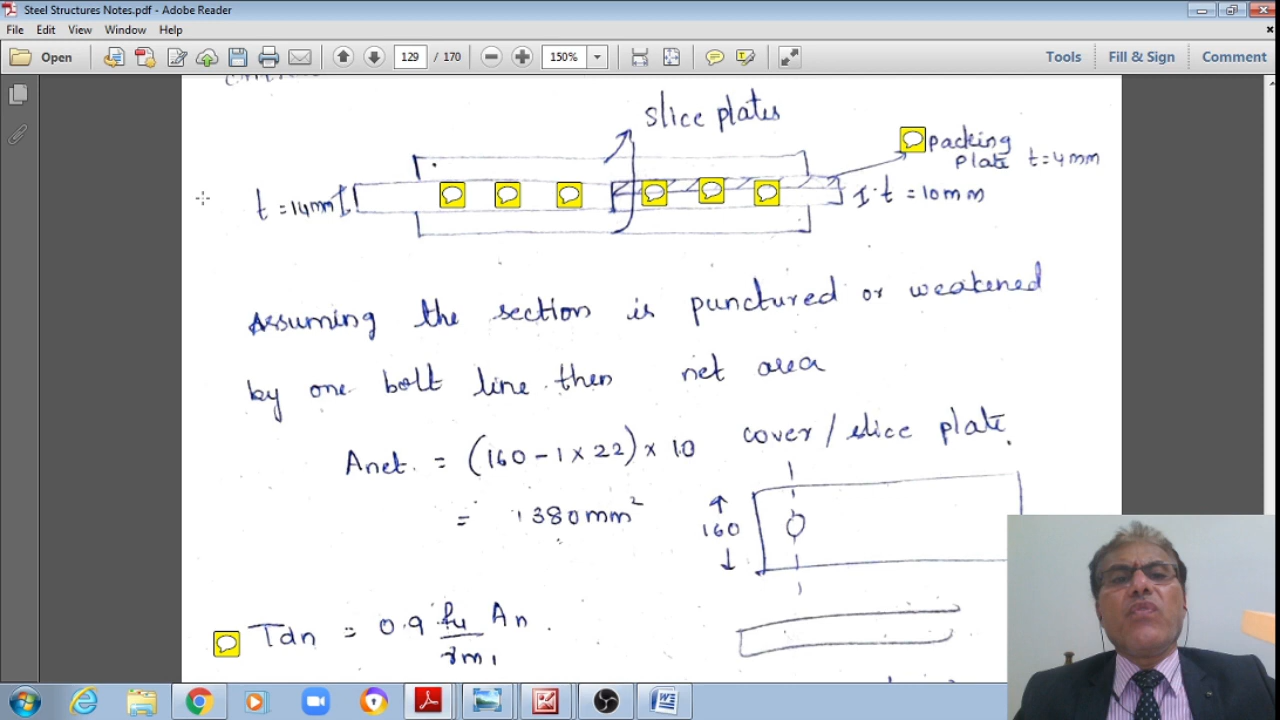 Steel Structures Notes.pdf - Adobe Reader
File Edit View Window Help
Open 129 / 170 150% Tools Fill & Sign Comment
slice plates
packing
plate t=4mm
t =14mm
t = 10mm
Assuming the section is punctured or weakened
by one bolt line then net area
Anet. = (160-1×22)×10 cover/slice plate.
= 1380mm²
160
Tdn = 0.9 fu An
γm1